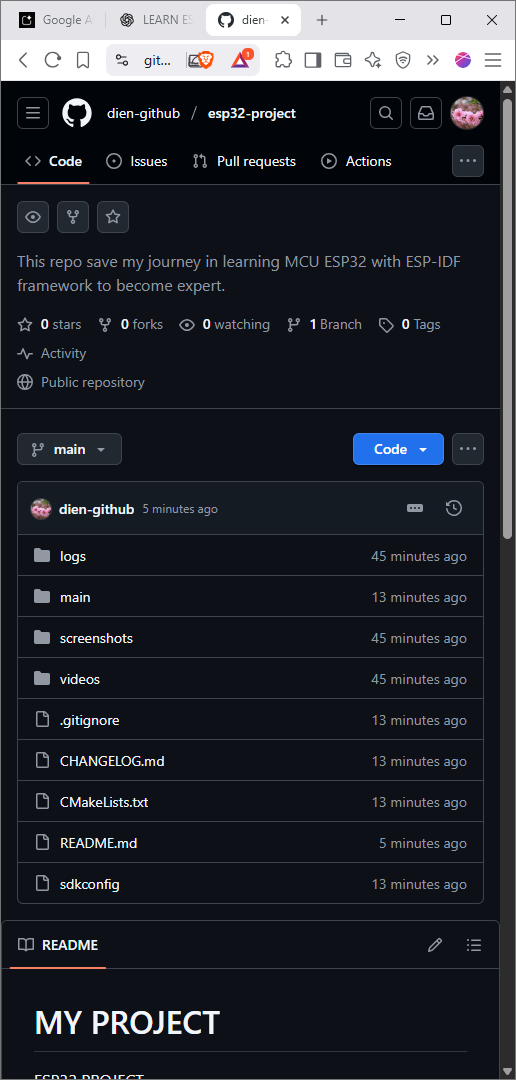 Google A
LEARN ES
dien-
git...
1
dien-github / esp32-project
Code Issues Pull requests Actions
This repo save my journey in learning MCU ESP32 with ESP-IDF
framework to become expert.
0 stars 0 forks 0 watching 1 Branch 0 Tags
Activity
Public repository
main Code
dien-github 5 minutes ago
logs 45 minutes ago
main 13 minutes ago
screenshots 45 minutes ago
videos 45 minutes ago
.gitignore 13 minutes ago
CHANGELOG.md 13 minutes ago
CMakeLists.txt 13 minutes ago
README.md 5 minutes ago
sdkconfig 13 minutes ago
README
MY PROJECT
ESP32 PROJECT